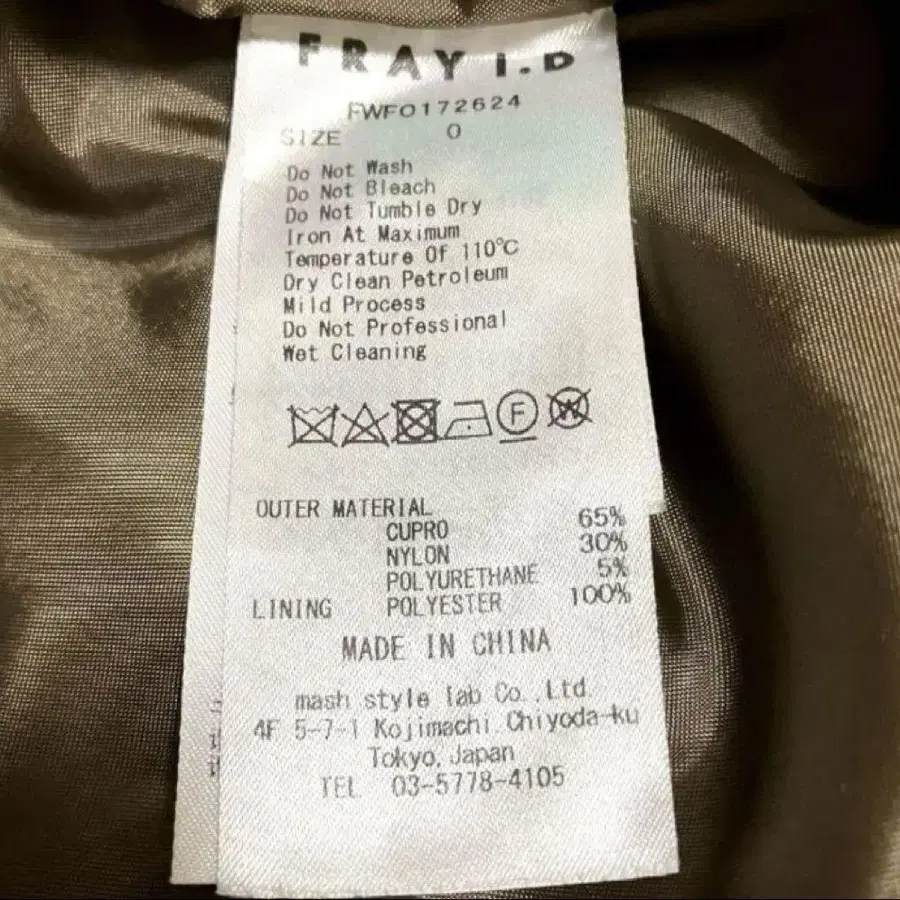 FRAY I.D
FWFO172624
SIZE 0
Do Not Wash
Do Not Bleach
Do Not Tumble Dry
Iron At Maximum
Temperature Of 110℃
Dry Clean Petroleum
Mild Process
Do Not Professional
Wet Cleaning
F W
OUTER MATERIAL
CUPRO 65%
NYLON 30%
POLYURETHANE 5%
LINING POLYESTER 100%
MADE IN CHINA
mash style lab Co.,Ltd.
4F 5-7-1 Kojimachi, Chiyoda-ku
Tokyo, Japan
TEL 03-5778-4105